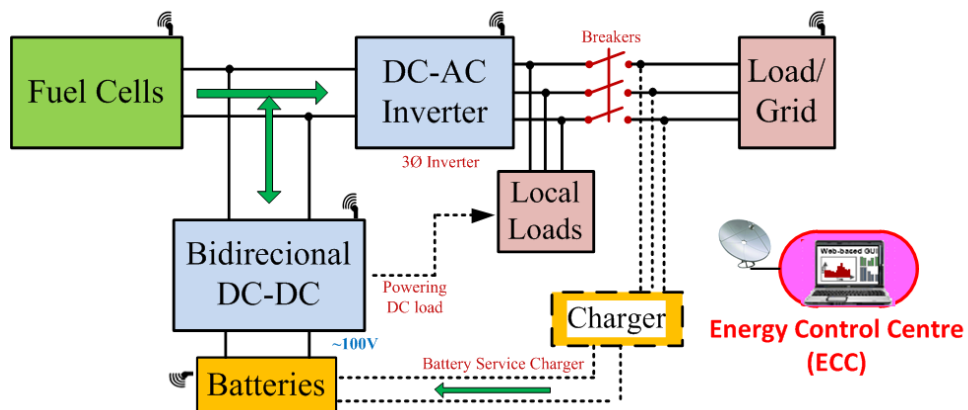 Fuel Cells
DC-AC
Inverter
3Ø Inverter
Breakers
Load/
Grid
Local
Loads
Bidirecional
DC-DC
Powering
DC load
~100V
Batteries
Battery Service Charger
Charger
Web-based GUI
Energy Control Centre
(ECC)